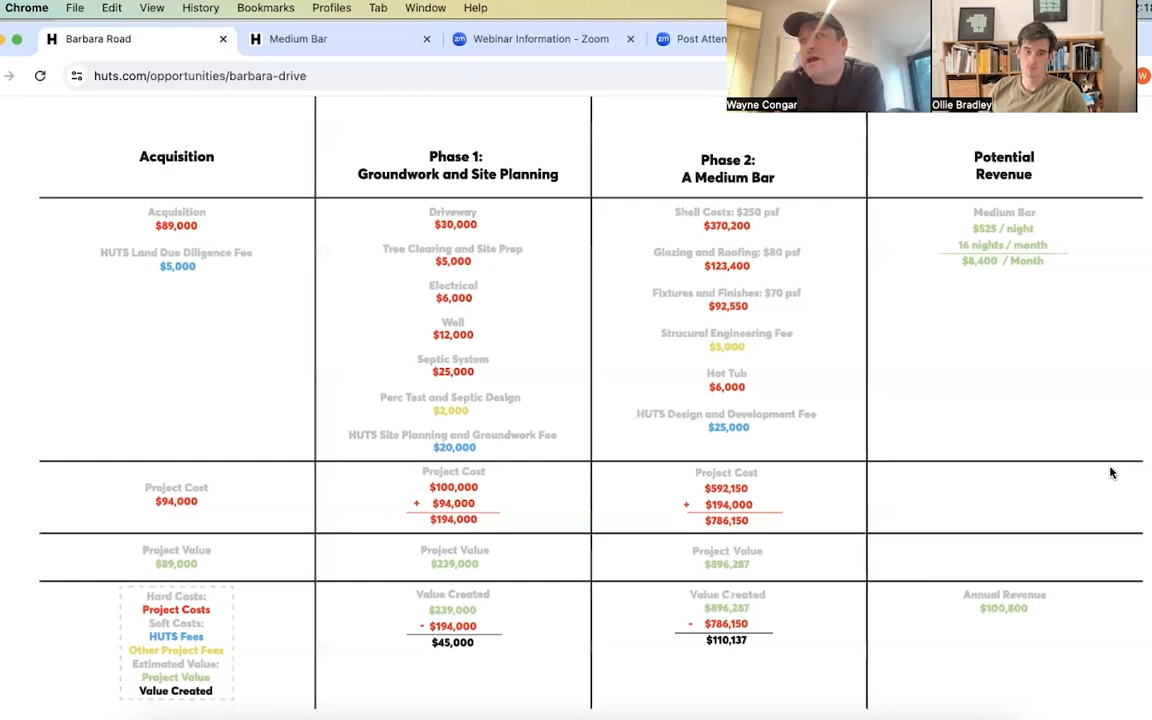 Chrome File Edit View History Bookmarks Profiles Tab Window Help
Barbara Road
Medium Bar
Webinar Information - Zoom
Post Atten
huts.com/opportunities/barbara-drive
Wayne Congar
Ollie Bradley
W
Acquisition
Acquisition
$89,000
HUTS Land Due Diligence Fee
$5,000
Project Cost
$94,000
Project Value
$89,000
Hard Costs:
Project Costs
Soft Costs:
HUTS Fees
Other Project Fees
Estimated Value:
Project Value
Value Created
Phase 1:
Groundwork and Site Planning
Driveway
$30,000
Tree Clearing and Site Prep
$5,000
Electrical
$6,000
Well
$12,000
Septic System
$25,000
Perc Test and Septic Design
$2,000
HUTS Site Planning and Groundwork Fee
$20,000
Project Cost
$100,000
+ $94,000
$194,000
Project Value
$239,000
Value Created
$239,000
- $194,000
$45,000
Phase 2:
A Medium Bar
Shell Costs: $250 psf
$370,200
Glazing and Roofing: $80 psf
$123,400
Fixtures and Finishes: $70 psf
$92,550
Strucural Engineering Fee
$5,000
Hot Tub
$6,000
HUTS Design and Development Fee
$25,000
Project Cost
$592,150
+ $194,000
$786,150
Project Value
$896,287
Value Created
$896,287
- $786,150
$110,137
Potential
Revenue
Medium Bar
$525 / night
16 nights / month
$8,400 / Month
Annual Revenue
$100,800